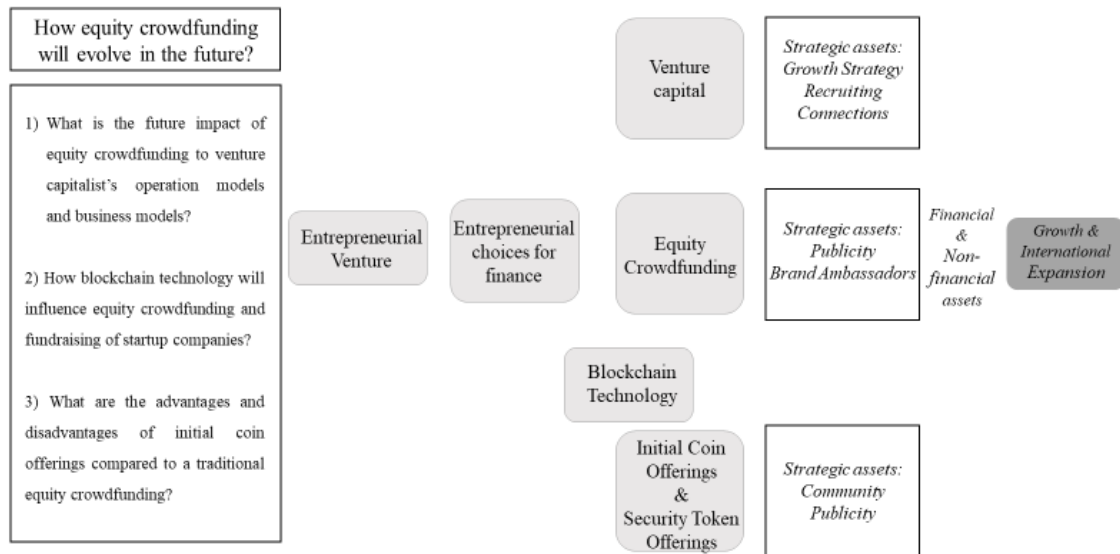 How equity crowdfunding
will evolve in the future?
1) What is the future impact of
equity crowdfunding to venture
capitalist's operation models
and business models?
2) How blockchain technology will
influence equity crowdfunding and
fundraising of startup companies?
3) What are the advantages and
disadvantages of initial coin
offerings compared to a traditional
equity crowdfunding?
Entrepreneurial
Venture
Entrepreneurial
choices for
finance
Venture
capital
Strategic assets:
Growth Strategy
Recruiting
Connections
Equity
Crowdfunding
Strategic assets:
Publicity
Brand Ambassadors
Financial
&
Non-
financial
assets
Growth &
International
Expansion
Blockchain
Technology
Initial Coin
Offerings
&
Security Token
Offerings
Strategic assets:
Community
Publicity